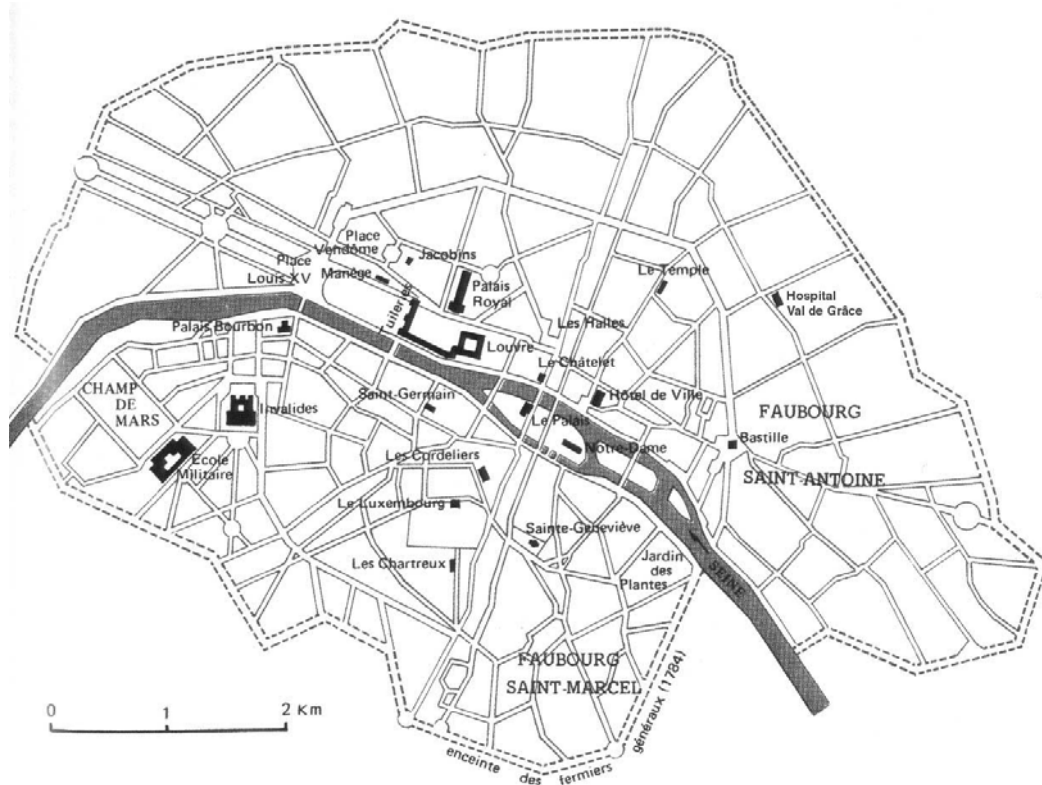 Place
Vendôme
Jacobins
Place
Louis XV
Manège
Tuileries
Palais
Royal
Le Temple
Hospital
Val de Grâce
Les Halles
Palais Bourbon
Louvre
Le Châtelet
CHAMP
DE
MARS
Invalides
Saint-Germain
Hôtel de Ville
Le Palais
FAUBOURG
SAINT-ANTOINE
Bastille
Nôtre-Dame
Ecole
Militaire
Les Cordeliers
Le Luxembourg
Sainte-Geneviève
Les Chartreux
Jardin
des
Plantes
SEINE
FAUBOURG
SAINT-MARCEL
0 1 2 Km
enceinte des fermiers généraux (1784)